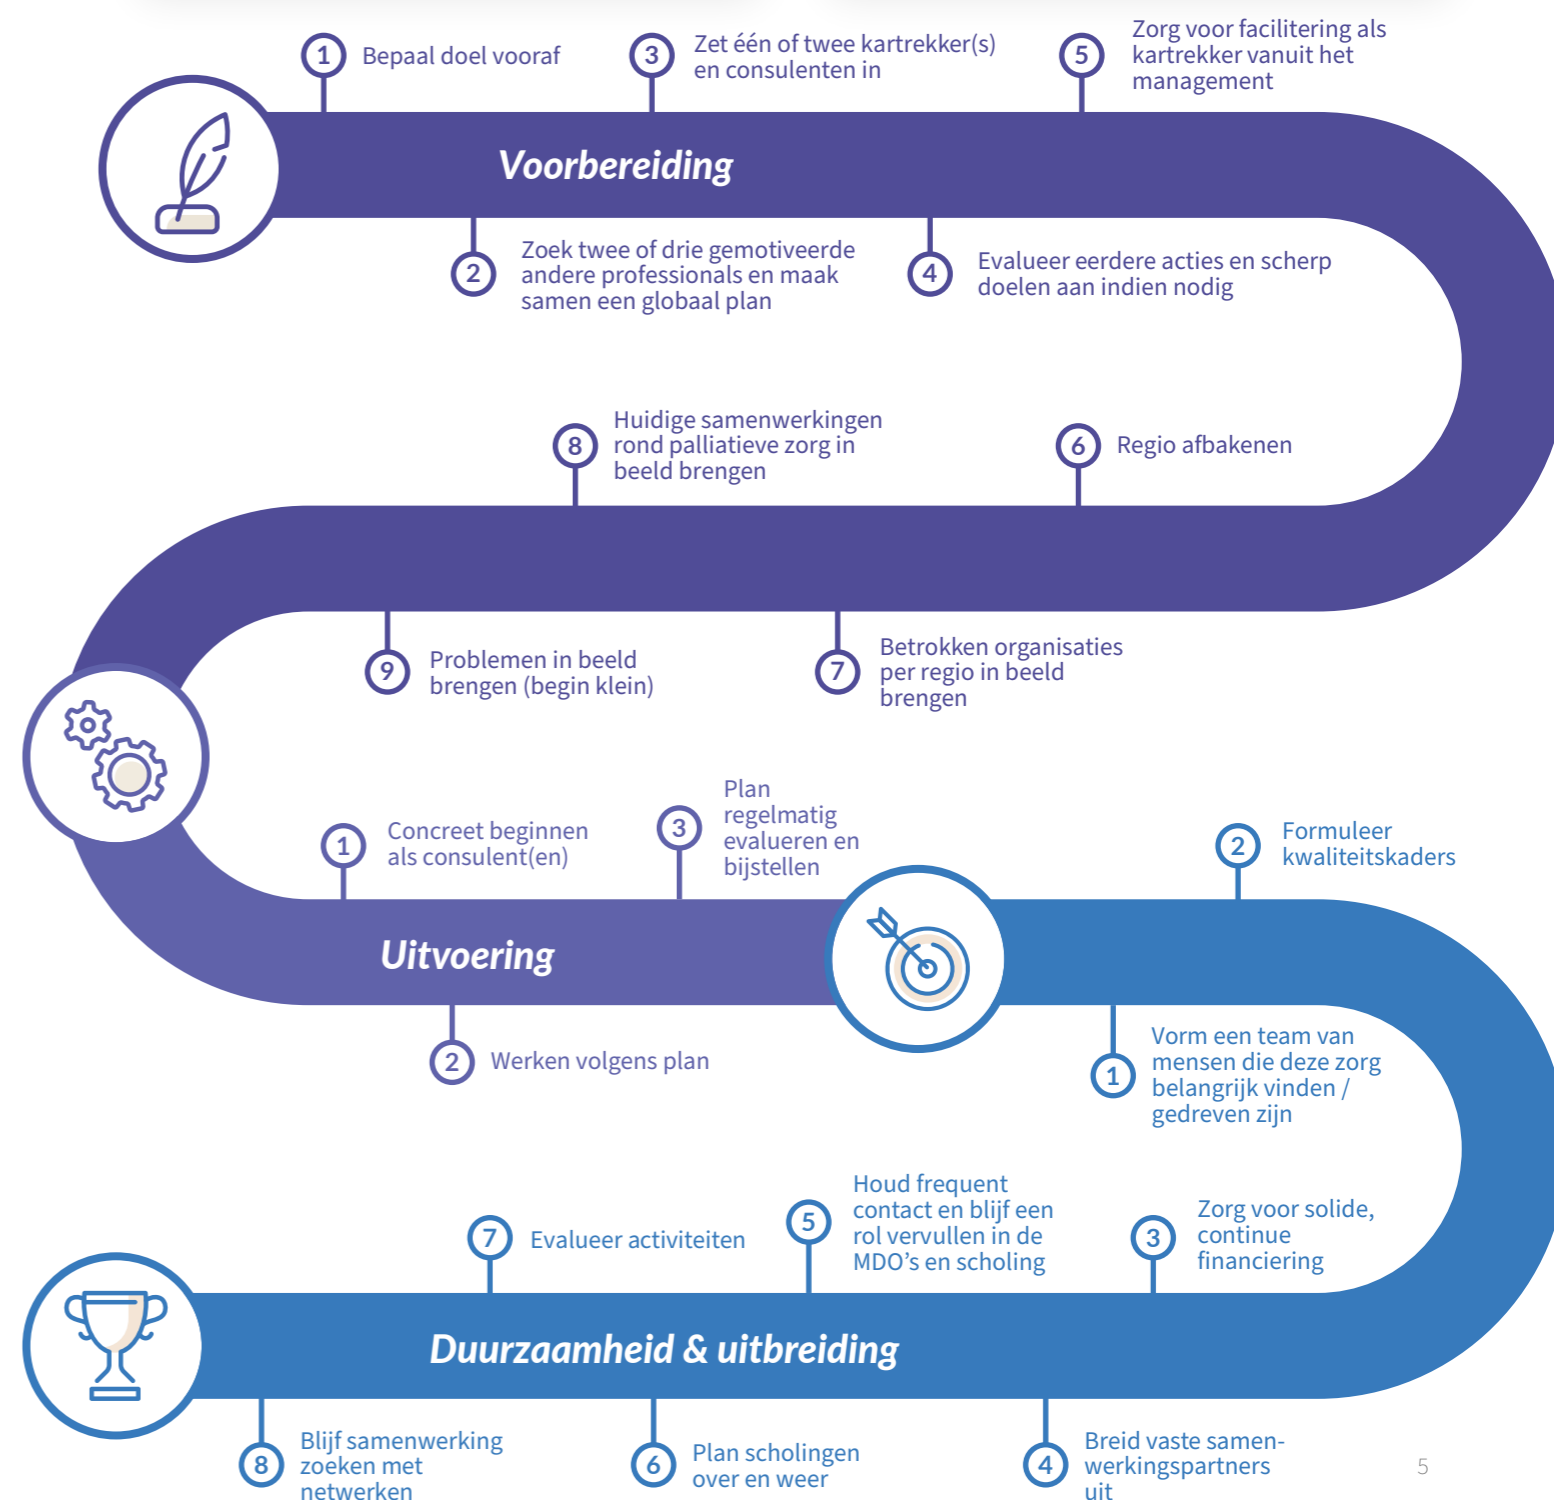 1
Bepaal doel vooraf
3
Zet één of twee kartrekker(s)
en consulenten in
5
Zorg voor facilitering als
kartrekker vanuit het
management
Voorbereiding
2
Zoek twee of drie gemotiveerde
andere professionals en maak
samen een globaal plan
4
Evalueer eerdere acties en scherp
doelen aan indien nodig
8
Huidige samenwerkingen
rond palliatieve zorg in
beeld brengen
6
Regio afbakenen
9
Problemen in beeld
brengen (begin klein)
7
Betrokken organisaties
per regio in beeld
brengen
1
Concreet beginnen
als consulent(en)
3
Plan
regelmatig
evalueren en
bijstellen
2
Formuleer
kwaliteitskaders
Uitvoering
2
Werken volgens plan
1
Vorm een team van
mensen die deze zorg
belangrijk vinden /
gedreven zijn
7
Evalueer activiteiten
5
Houd frequent
contact en blijf een
rol vervullen in de
MDO's en scholing
3
Zorg voor solide,
continue
financiering
Duurzaamheid & uitbreiding
8
Blijf samenwerking
zoeken met
netwerken
6
Plan scholingen
over en weer
4
Breid vaste samen-
werkingspartners
uit
5